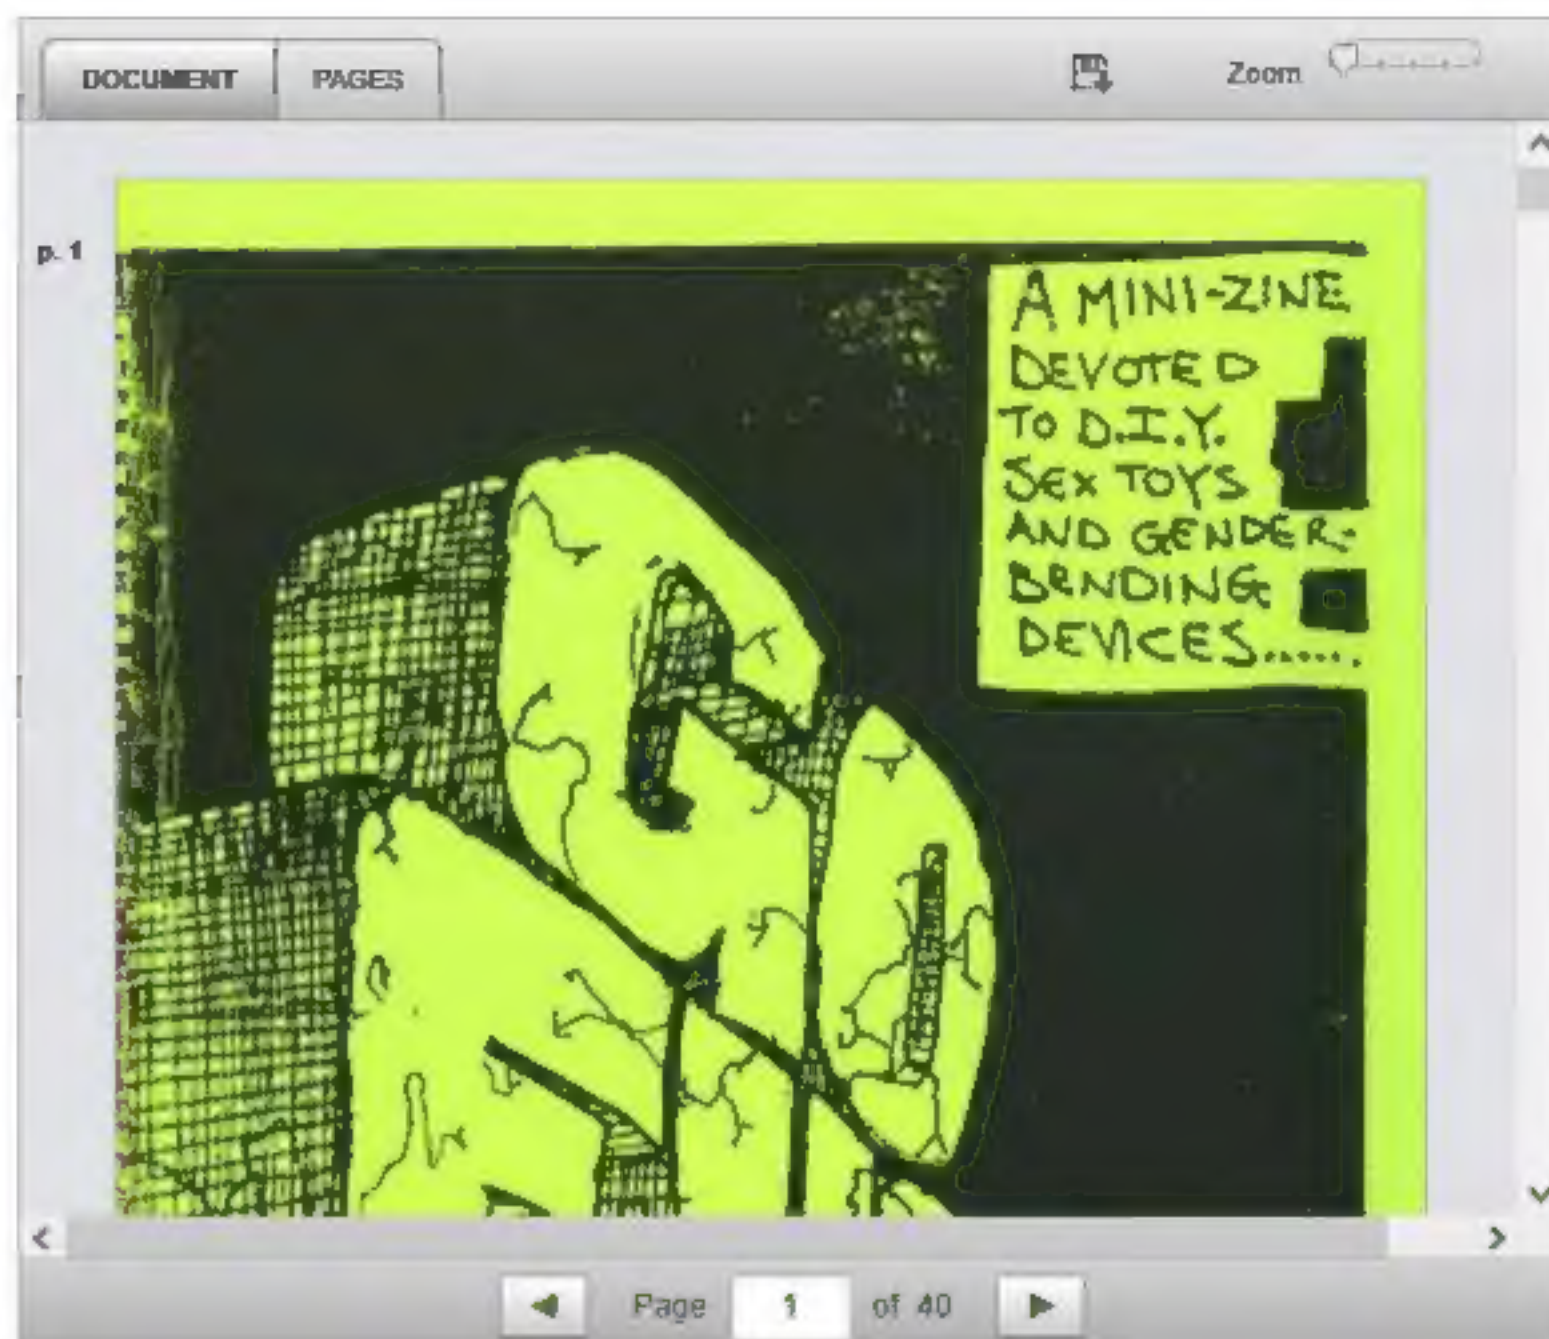 DOCUMENT PAGES Zoom
p. 1
A MINI-ZINE
DEVOTED
TO D.I.Y.
SEX TOYS
AND GENDER-
BENDING
DEVICES......
Page 1 of 40